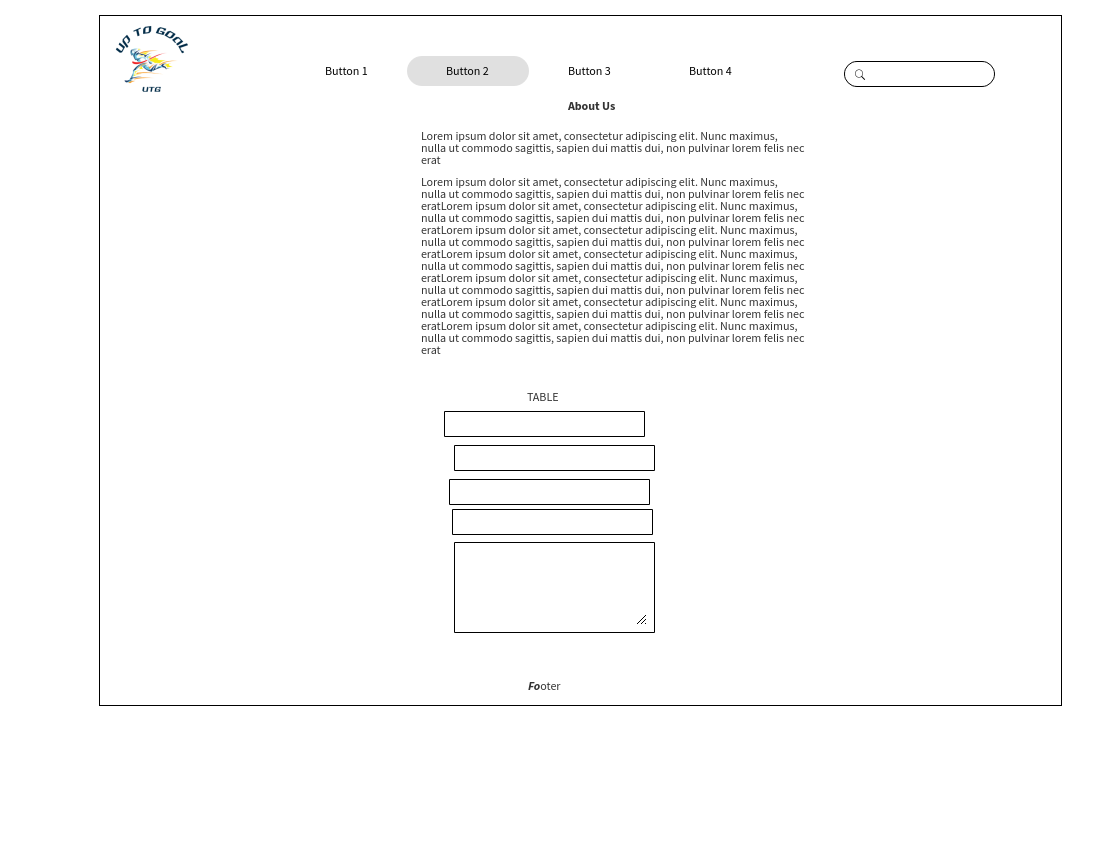 UP TO GOAL
UTG
Button 1
Button 2
Button 3
Button 4
About Us
Lorem ipsum dolor sit amet, consectetur adipiscing elit. Nunc maximus,
nulla ut commodo sagittis, sapien dui mattis dui, non pulvinar lorem felis nec
erat
Lorem ipsum dolor sit amet, consectetur adipiscing elit. Nunc maximus,
nulla ut commodo sagittis, sapien dui mattis dui, non pulvinar lorem felis nec
eratLorem ipsum dolor sit amet, consectetur adipiscing elit. Nunc maximus,
nulla ut commodo sagittis, sapien dui mattis dui, non pulvinar lorem felis nec
eratLorem ipsum dolor sit amet, consectetur adipiscing elit. Nunc maximus,
nulla ut commodo sagittis, sapien dui mattis dui, non pulvinar lorem felis nec
eratLorem ipsum dolor sit amet, consectetur adipiscing elit. Nunc maximus,
nulla ut commodo sagittis, sapien dui mattis dui, non pulvinar lorem felis nec
eratLorem ipsum dolor sit amet, consectetur adipiscing elit. Nunc maximus,
nulla ut commodo sagittis, sapien dui mattis dui, non pulvinar lorem felis nec
eratLorem ipsum dolor sit amet, consectetur adipiscing elit. Nunc maximus,
nulla ut commodo sagittis, sapien dui mattis dui, non pulvinar lorem felis nec
eratLorem ipsum dolor sit amet, consectetur adipiscing elit. Nunc maximus,
nulla ut commodo sagittis, sapien dui mattis dui, non pulvinar lorem felis nec
erat
TABLE
Footer